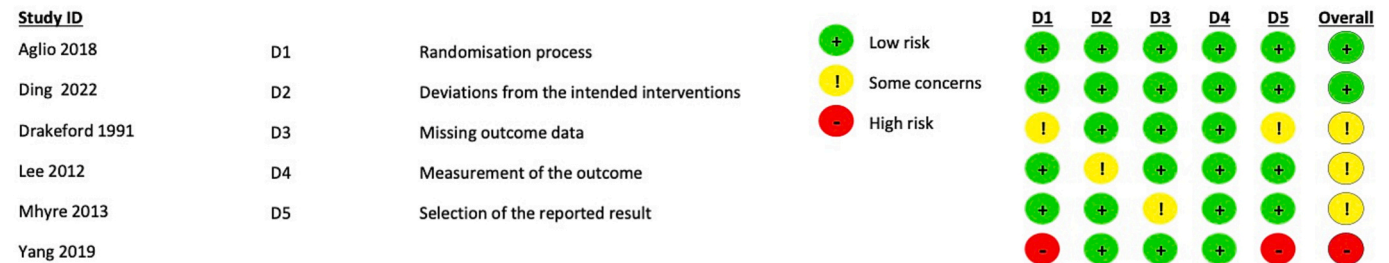 Study ID D1 D2 D3 D4 D5 Overall
Aglio 2018 D1 Randomisation process + Low risk + + + + + +
Ding 2022 D2 Deviations from the intended interventions ! Some concerns + + + + + +
Drakeford 1991 D3 Missing outcome data - High risk ! + + + ! !
Lee 2012 D4 Measurement of the outcome + ! + + + !
Mhyre 2013 D5 Selection of the reported result + + ! + + !
Yang 2019 - + + + - -